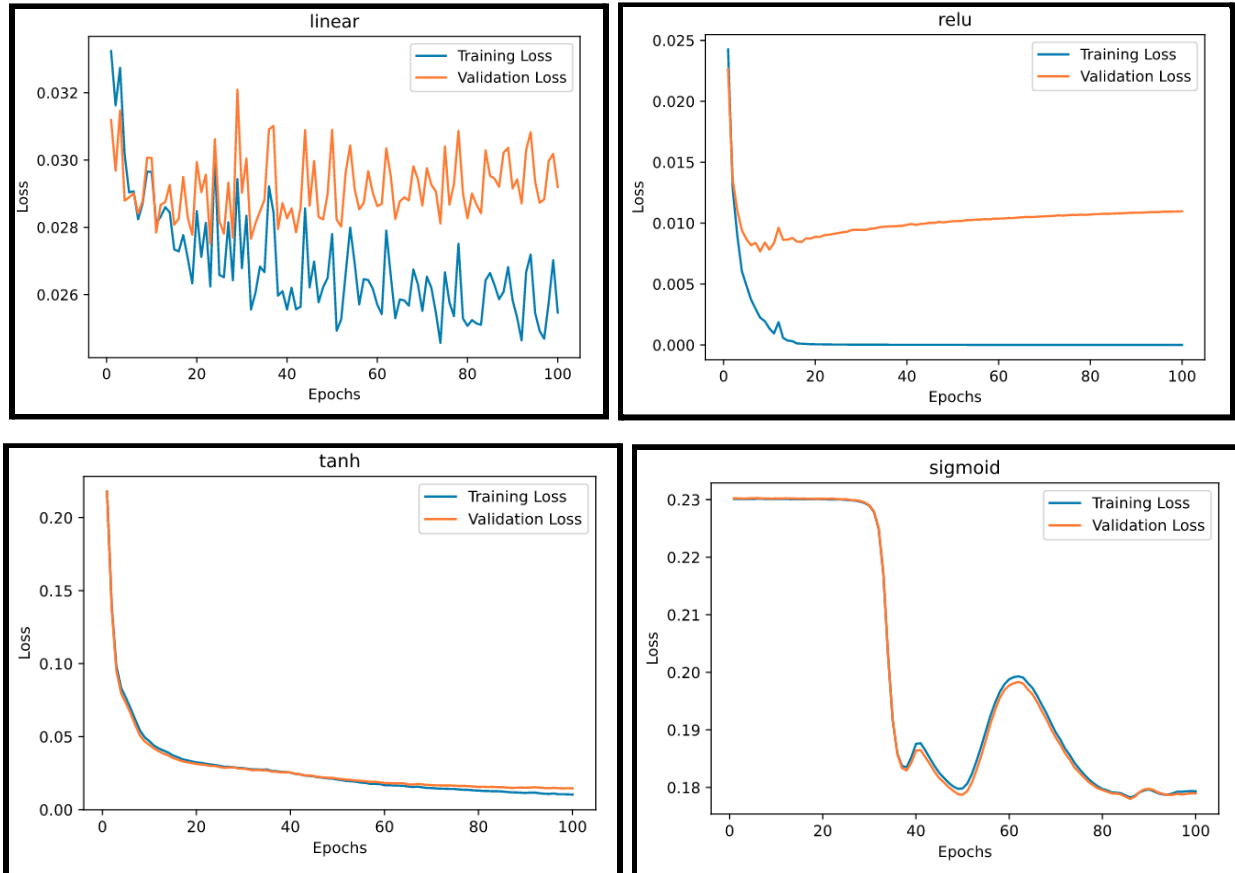 linear
Training Loss
Validation Loss
0.032
0.030
0.028
0.026
Loss
0 20 40 60 80 100
Epochs
relu
Training Loss
Validation Loss
0.025
0.020
0.015
0.010
0.005
0.000
Loss
0 20 40 60 80 100
Epochs
tanh
Training Loss
Validation Loss
0.20
0.15
0.10
0.05
0.00
Loss
0 20 40 60 80 100
Epochs
sigmoid
Training Loss
Validation Loss
0.23
0.22
0.21
0.20
0.19
0.18
Loss
0 20 40 60 80 100
Epochs